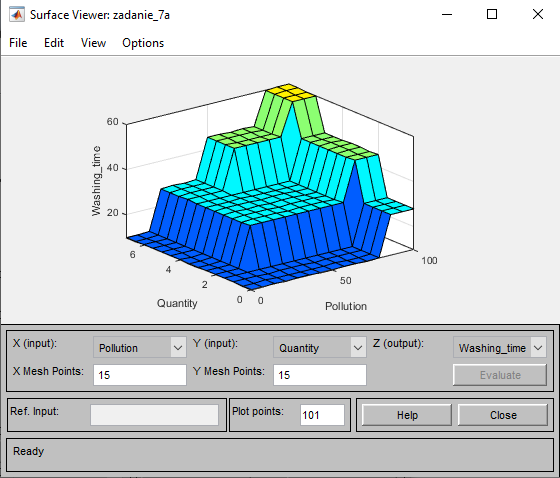 Surface Viewer: zadanie_7a
File Edit View Options
60
40
20
Washing_time
6
4
2
0
Quantity
0
50
100
Pollution
X (input): Pollution Y (input): Quantity Z (output): Washing_time
X Mesh Points: 15 Y Mesh Points: 15 Evaluate
Ref. Input: Plot points: 101 Help Close
Ready